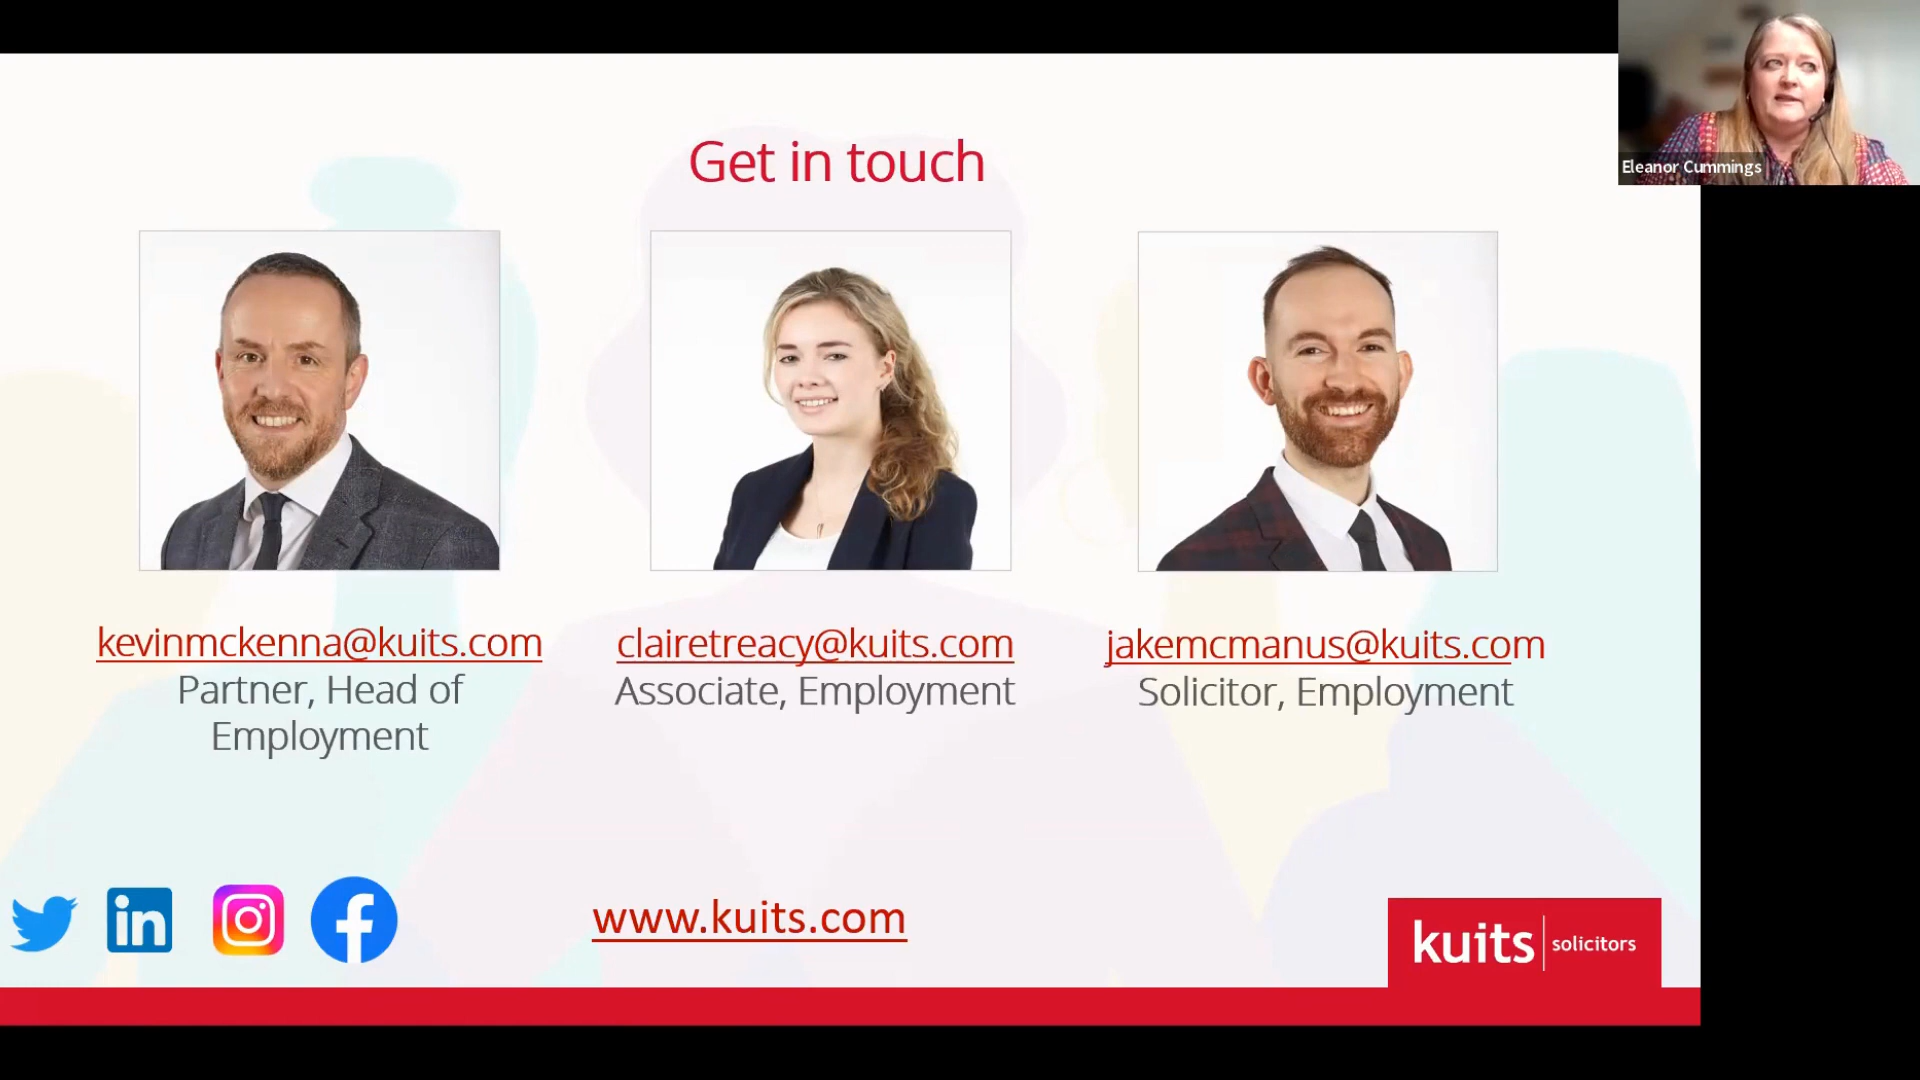 Eleanor Cummings
Get in touch
kevinmckenna@kuits.com
Partner, Head of
Employment
clairetreacy@kuits.com
Associate, Employment
jakemcmanus@kuits.com
Solicitor, Employment
in
f
www.kuits.com
kuits solicitors